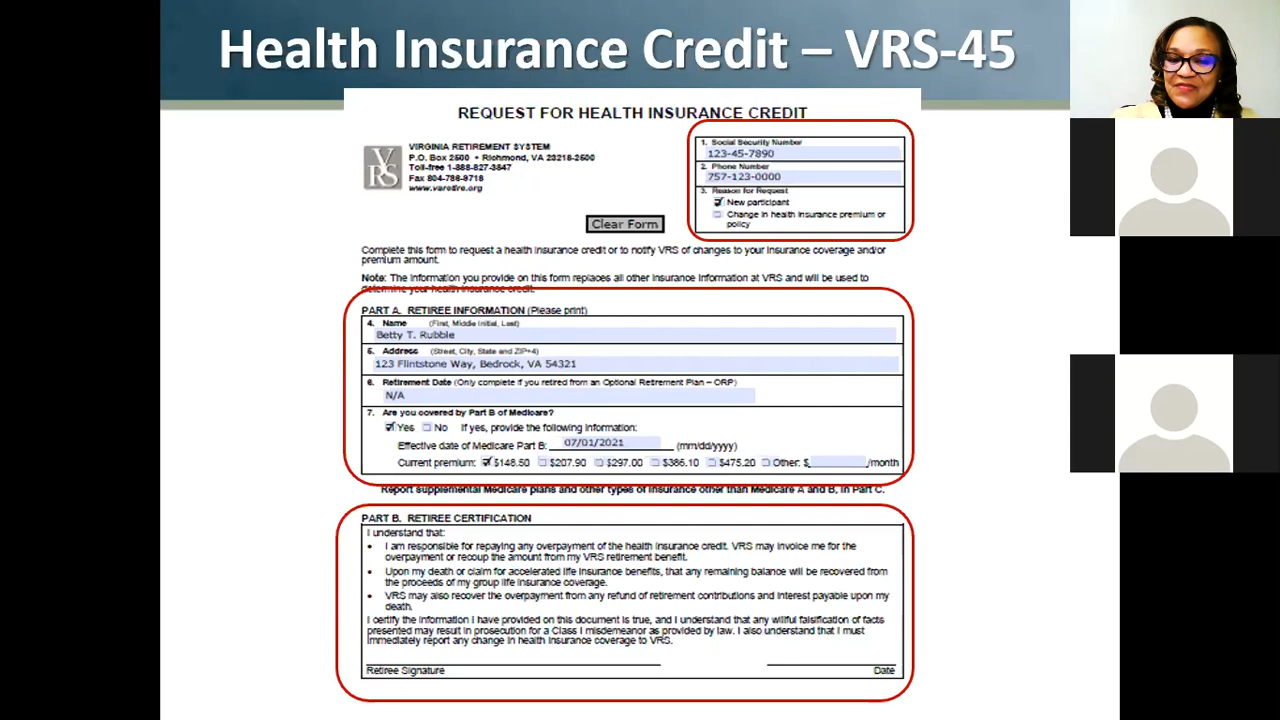 Health Insurance Credit – VRS-45
REQUEST FOR HEALTH INSURANCE CREDIT
VRS
VIRGINIA RETIREMENT SYSTEM
P.O. Box 2500 • Richmond, VA 23218-2500
Toll-free 1-888-827-3847
Fax 804-786-9718
www.varetire.org
1. Social Security Number
123-45-7890
2. Phone Number
757-123-0000
3. Reason for Request
New participant
Change in health insurance premium or
policy
Clear Form
Complete this form to request a health insurance credit or to notify VRS of changes to your insurance coverage and/or
premium amount.
Note: The information you provide on this form replaces all other insurance information at VRS and will be used to
determine your health insurance credit.
PART A. RETIREE INFORMATION (Please print)
4. Name (First, Middle Initial, Last)
Betty T. Rubble
5. Address (Street, City, State and ZIP+4)
123 Flintstone Way, Bedrock, VA 54321
6. Retirement Date (Only complete if you retired from an Optional Retirement Plan – ORP)
N/A
7. Are you covered by Part B of Medicare?
Yes No If yes, provide the following information:
Effective date of Medicare Part B: 07/01/2021 (mm/dd/yyyy)
Current premium: $148.50 $207.90 $297.00 $386.10 $475.20 Other: $ /month
Report supplemental Medicare plans and other types of insurance other than Medicare A and B, in Part C.
PART B. RETIREE CERTIFICATION
I understand that:
• I am responsible for repaying any overpayment of the health insurance credit. VRS may invoice me for the
overpayment or recoup the amount from my VRS retirement benefit.
• Upon my death or claim for accelerated life insurance benefits, that any remaining balance will be recovered from
the proceeds of my group life insurance coverage.
• VRS may also recover the overpayment from any refund of retirement contributions and interest payable upon my
death.
I certify the information I have provided on this document is true, and I understand that any willful falsification of facts
presented may result in prosecution for a Class I misdemeanor as provided by law. I also understand that I must
immediately report any change in health insurance coverage to VRS.
Retiree Signature Date